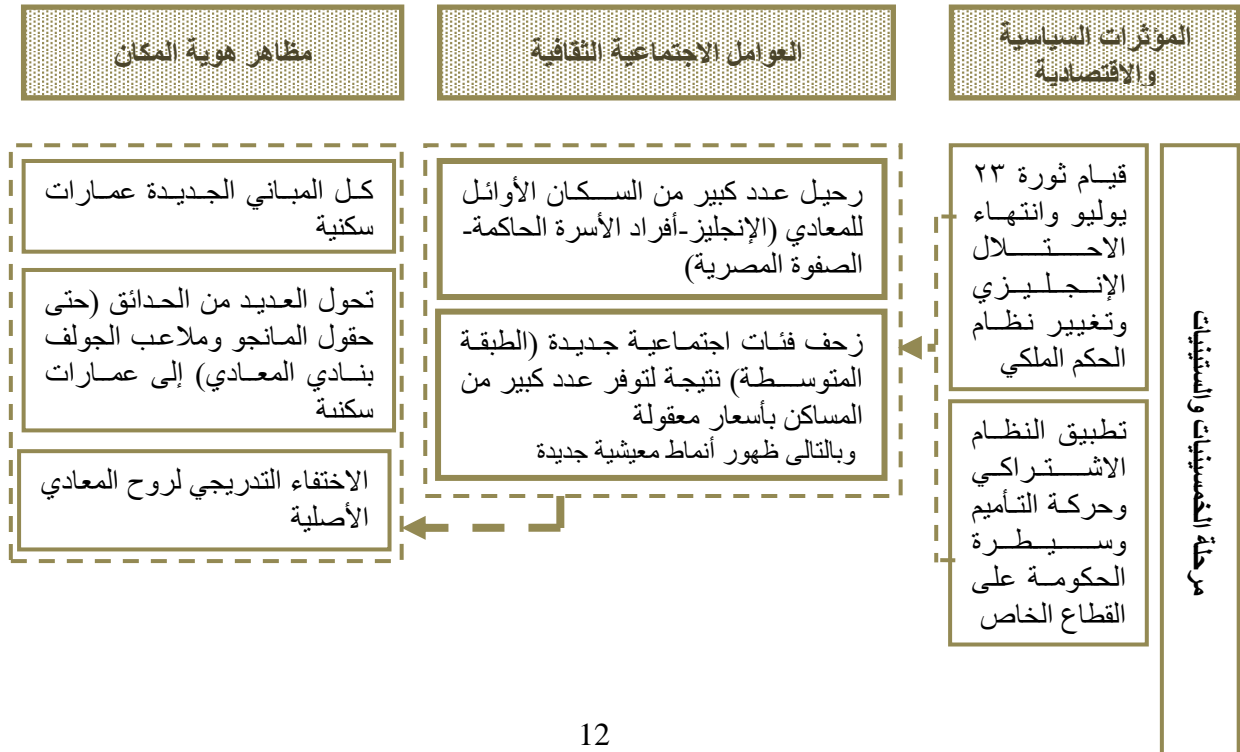 المؤثرات السياسية
والاقتصادية
العوامل الاجتماعية الثقافية
مظاهر هوية المكان
مرحلة الخمسينيات والستينيات
قيام ثورة ٢٣
يوليو وانتهاء
الاحتلال
الإنجليزي
وتغيير نظام
الحكم الملكي
تطبيق النظام
الاشتراكي
وحركة التأميم
وسيطرة
الحكومة على
القطاع الخاص
رحيل عدد كبير من السكان الأوائل
للمعادي (الإنجليز-أفراد الأسرة الحاكمة-
الصفوة المصرية)
زحف فئات اجتماعية جديدة (الطبقة
المتوسطة) نتيجة لتوفر عدد كبير من
المساكن بأسعار معقولة
وبالتالى ظهور أنماط معيشية جديدة
كل المباني الجديدة عمارات
سكنية
تحول العديد من الحدائق (حتى
حقول المانجو وملاعب الجولف
بنادي المعادي) إلى عمارات
سكنية
الاختفاء التدريجي لروح المعادي
الأصلية
12